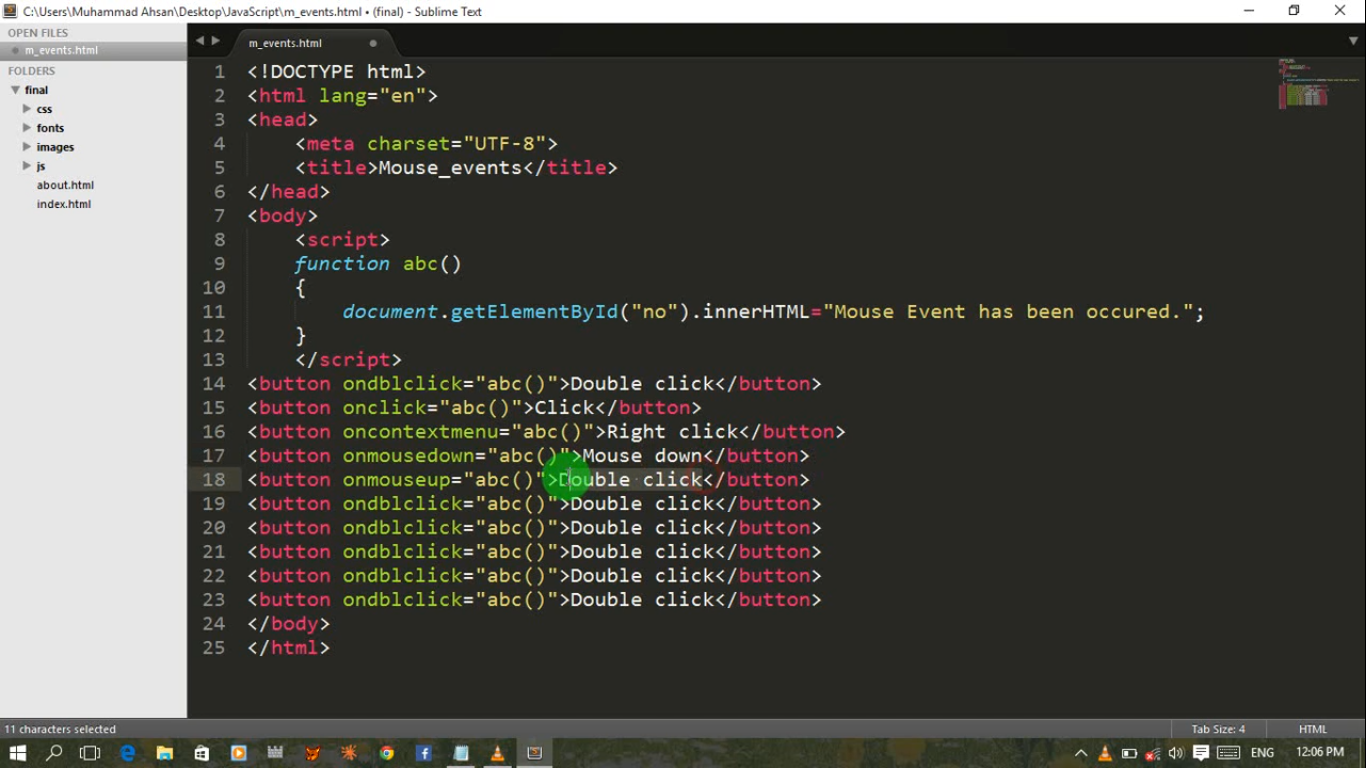 C:\Users\Muhammad Ahsan\Desktop\JavaScript\m_events.html • (final) - Sublime Text
OPEN FILES
m_events.html
FOLDERS
final
css
fonts
images
js
about.html
index.html
m_events.html
1 <!DOCTYPE html>
2 <html lang="en">
3 <head>
4 <meta charset="UTF-8">
5 <title>Mouse_events</title>
6 </head>
7 <body>
8 <script>
9 function abc()
10 {
11 document.getElementById("no").innerHTML="Mouse Event has been occured.";
12 }
13 </script>
14 <button ondblclick="abc()">Double click</button>
15 <button onclick="abc()">Click</button>
16 <button oncontextmenu="abc()">Right click</button>
17 <button onmousedown="abc()">Mouse down</button>
18 <button onmouseup="abc()">Double click</button>
19 <button ondblclick="abc()">Double click</button>
20 <button ondblclick="abc()">Double click</button>
21 <button ondblclick="abc()">Double click</button>
22 <button ondblclick="abc()">Double click</button>
23 <button ondblclick="abc()">Double click</button>
24 </body>
25 </html>
11 characters selected
Tab Size: 4
HTML
ENG
12:06 PM